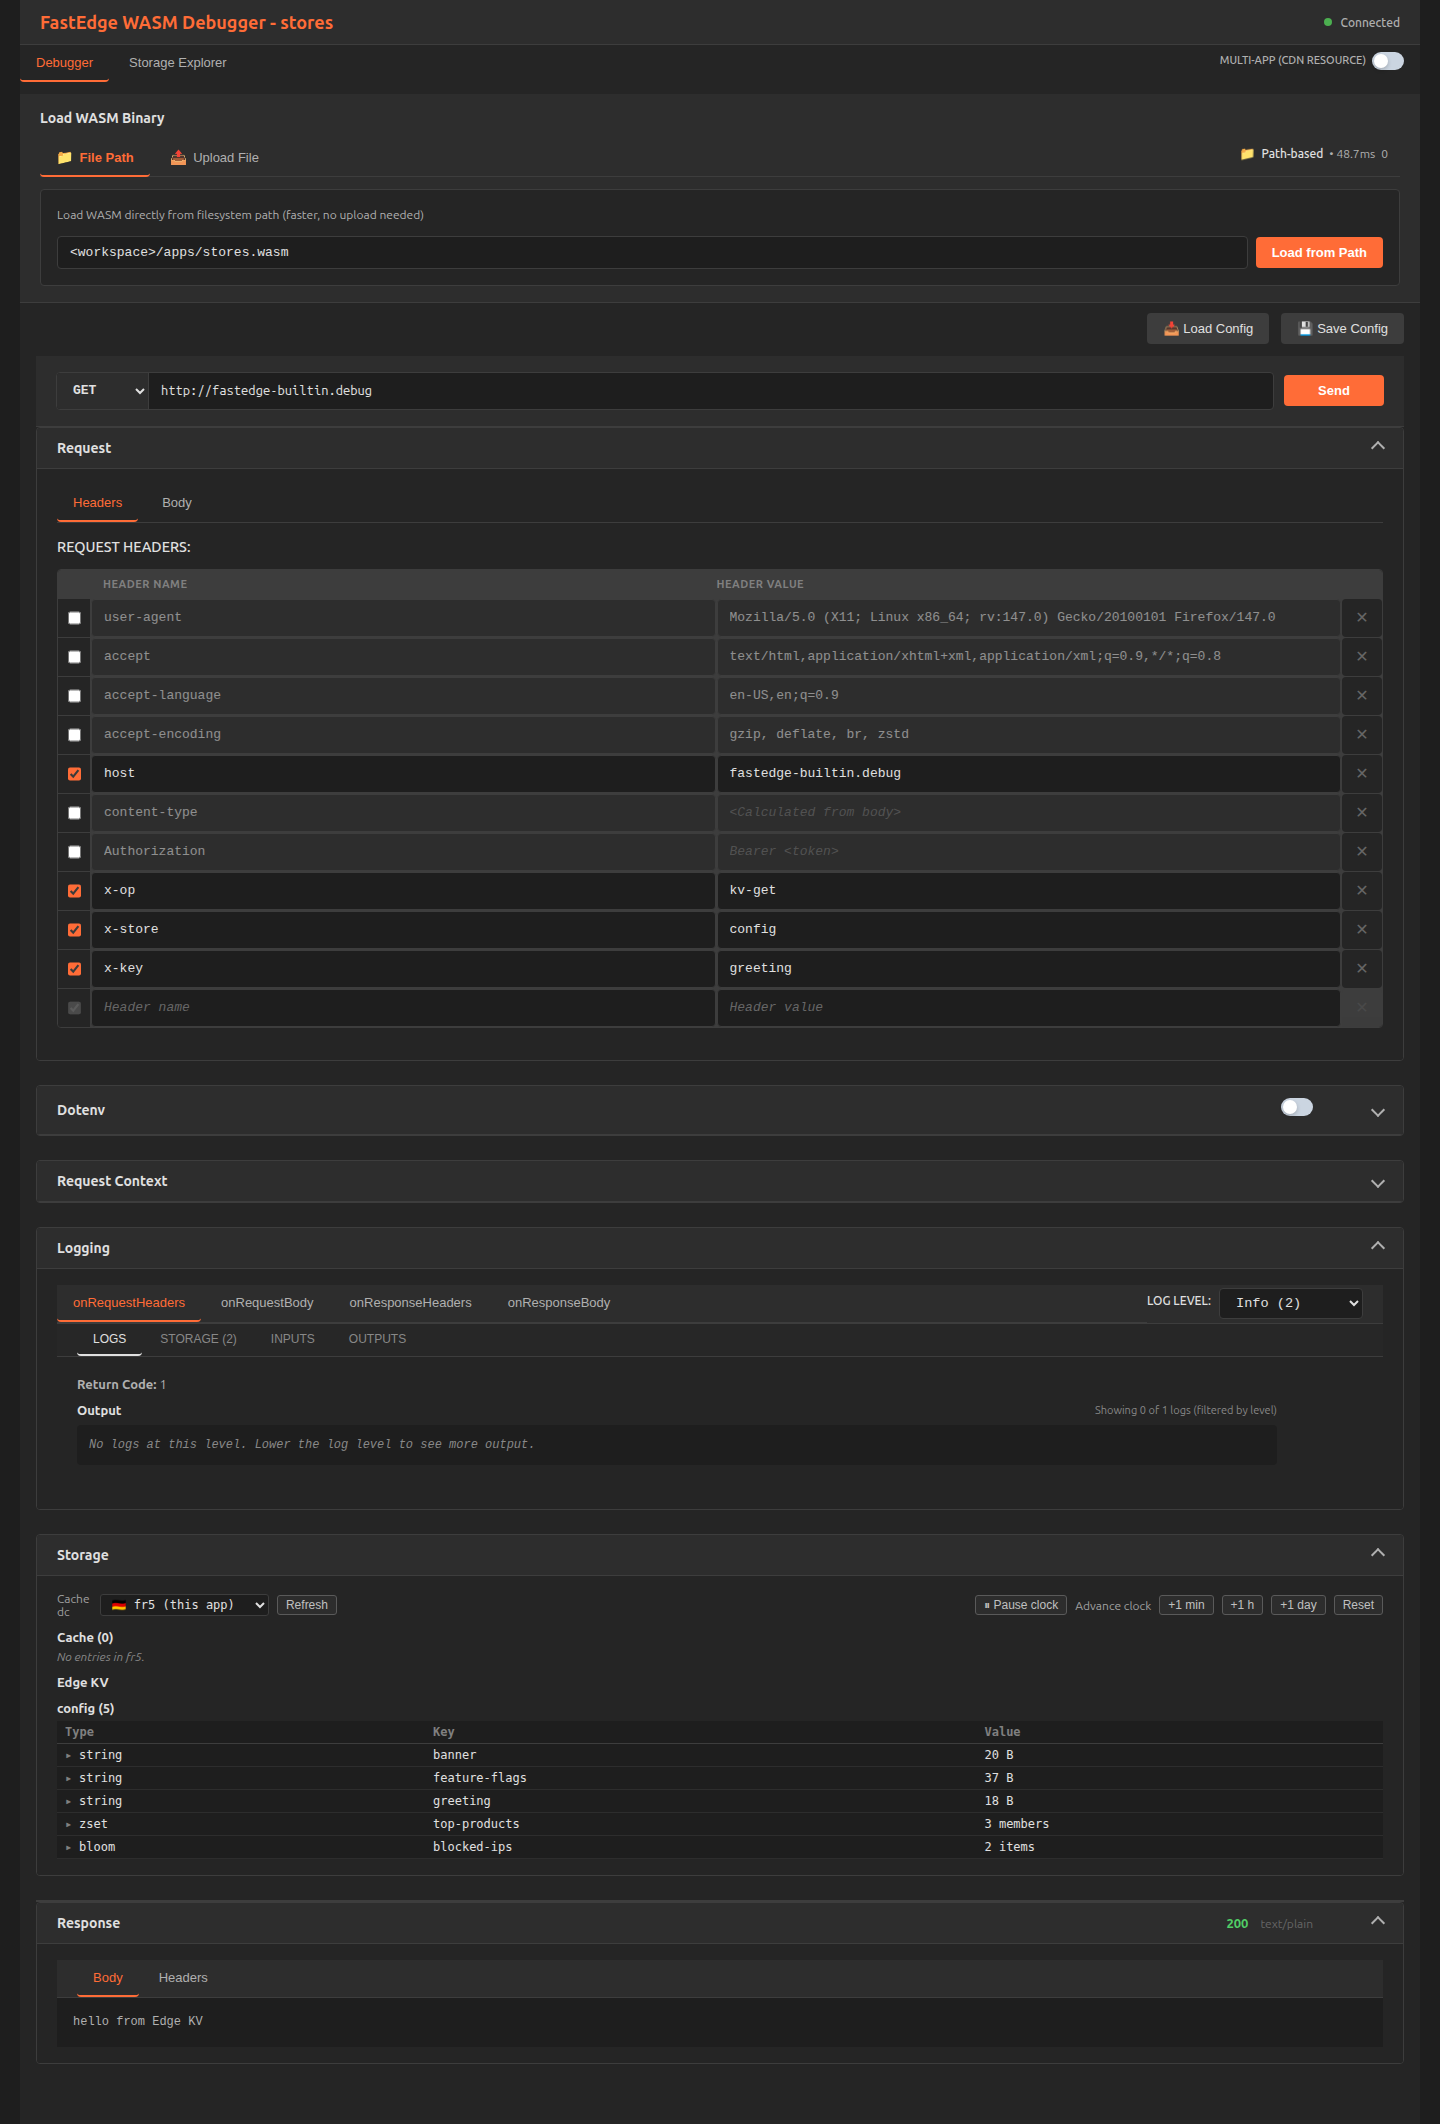 FastEdge WASM Debugger - stores
Connected
Debugger
Storage Explorer
MULTI-APP (CDN RESOURCE)
Load WASM Binary
File Path
Upload File
Path-based • 48.7ms 0
Load WASM directly from filesystem path (faster, no upload needed)
<workspace>/apps/stores.wasm
Load from Path
Load Config
Save Config
GET
http://fastedge-builtin.debug
Send
Request
Headers
Body
REQUEST HEADERS:
HEADER NAME HEADER VALUE
user-agent Mozilla/5.0 (X11; Linux x86_64; rv:147.0) Gecko/20100101 Firefox/147.0 ×
accept text/html,application/xhtml+xml,application/xml;q=0.9,*/*;q=0.8 ×
accept-language en-US,en;q=0.9 ×
accept-encoding gzip, deflate, br, zstd ×
host fastedge-builtin.debug ×
content-type <Calculated from body> ×
Authorization Bearer <token> ×
x-op kv-get ×
x-store config ×
x-key greeting ×
Header name Header value ×
Dotenv
Request Context
Logging
onRequestHeaders onRequestBody onResponseHeaders onResponseBody
LOG LEVEL: Info (2)
LOGS STORAGE (2) INPUTS OUTPUTS
Return Code: 1
Output
Showing 0 of 1 logs (filtered by level)
No logs at this level. Lower the log level to see more output.
Storage
Cache
dc
fr5 (this app)
Refresh
Pause clock
Advance clock
+1 min
+1 h
+1 day
Reset
Cache (0)
No entries in fr5.
Edge KV
config (5)
Type Key Value
▸ string banner 20 B
▸ string feature-flags 37 B
▸ string greeting 18 B
▸ zset top-products 3 members
▸ bloom blocked-ips 2 items
Response
200 text/plain
Body
Headers
hello from Edge KV